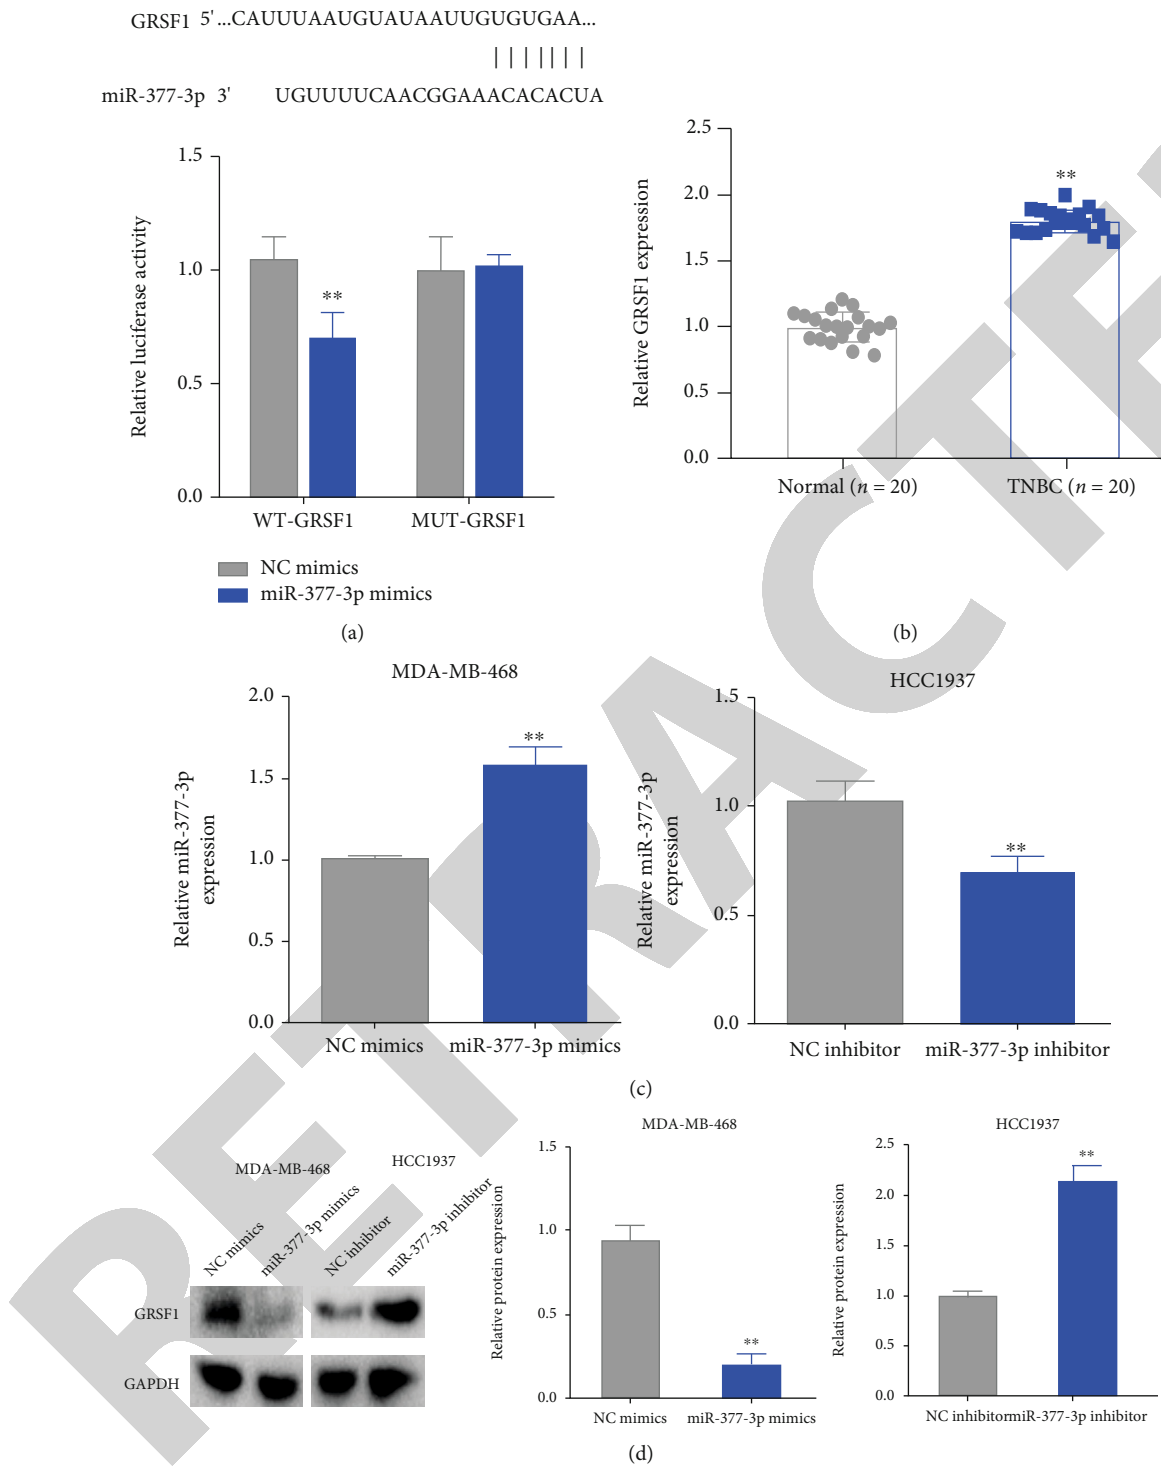 GRSF1 5' ...CAUUUAAUGUAUAAUUGUGUGAA...
miR-377-3p 3' UGUUUUCAACGGAAACACACUA
1.5
1.0
0.5
0.0
Relative luciferase activity
**
WT-GRSF1
MUT-GRSF1
NC mimics
miR-377-3p mimics
(a)
2.5
2.0
1.5
1.0
0.5
0.0
Relative GRSF1 expression
**
Normal (n = 20)
TNBC (n = 20)
(b)
MDA-MB-468
2.0
1.5
1.0
0.5
0.0
Relative miR-377-3p
expression
**
NC mimics
miR-377-3p mimics
HCC1937
1.5
1.0
0.5
0.0
Relative miR-377-3p
expression
**
NC inhibitor
miR-377-3p inhibitor
(c)
MDA-MB-468
HCC1937
NC mimics
miR-377-3p mimics
NC inhibitor
miR-377-3p inhibitor
GRSF1
GAPDH
MDA-MB-468
1.5
1.0
0.5
0.0
Relative protein expression
**
NC mimics
miR-377-3p mimics
HCC1937
2.5
2.0
1.5
1.0
0.5
0.0
Relative protein expression
**
NC inhibitor
miR-377-3p inhibitor
(d)
RETRACTE